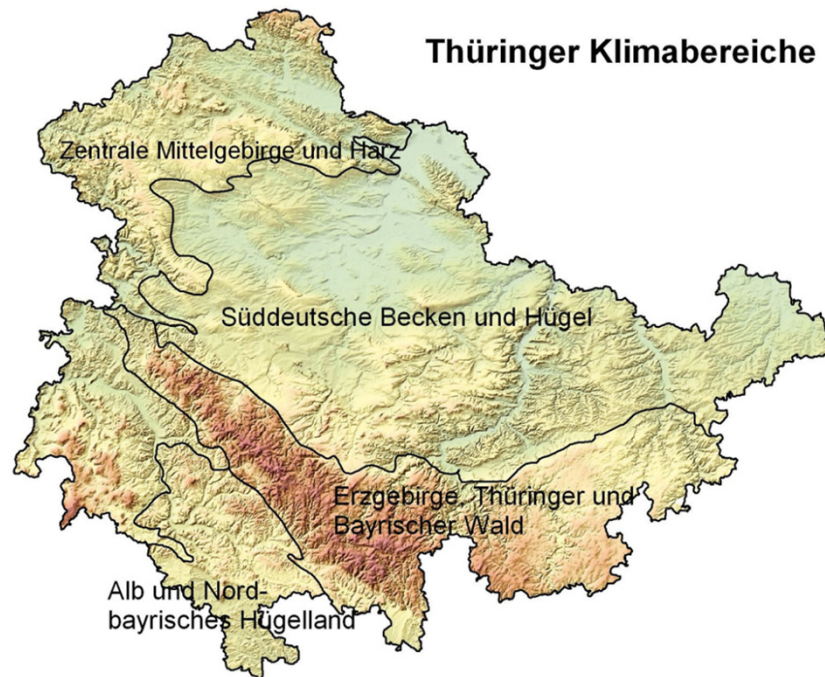 Thüringer Klimabereiche
Zentrale Mittelgebirge und Harz
Süddeutsche Becken und Hügel
Erzgebirge, Thüringer und
Bayrischer Wald
Alb und Nord-
bayrisches Hügelland